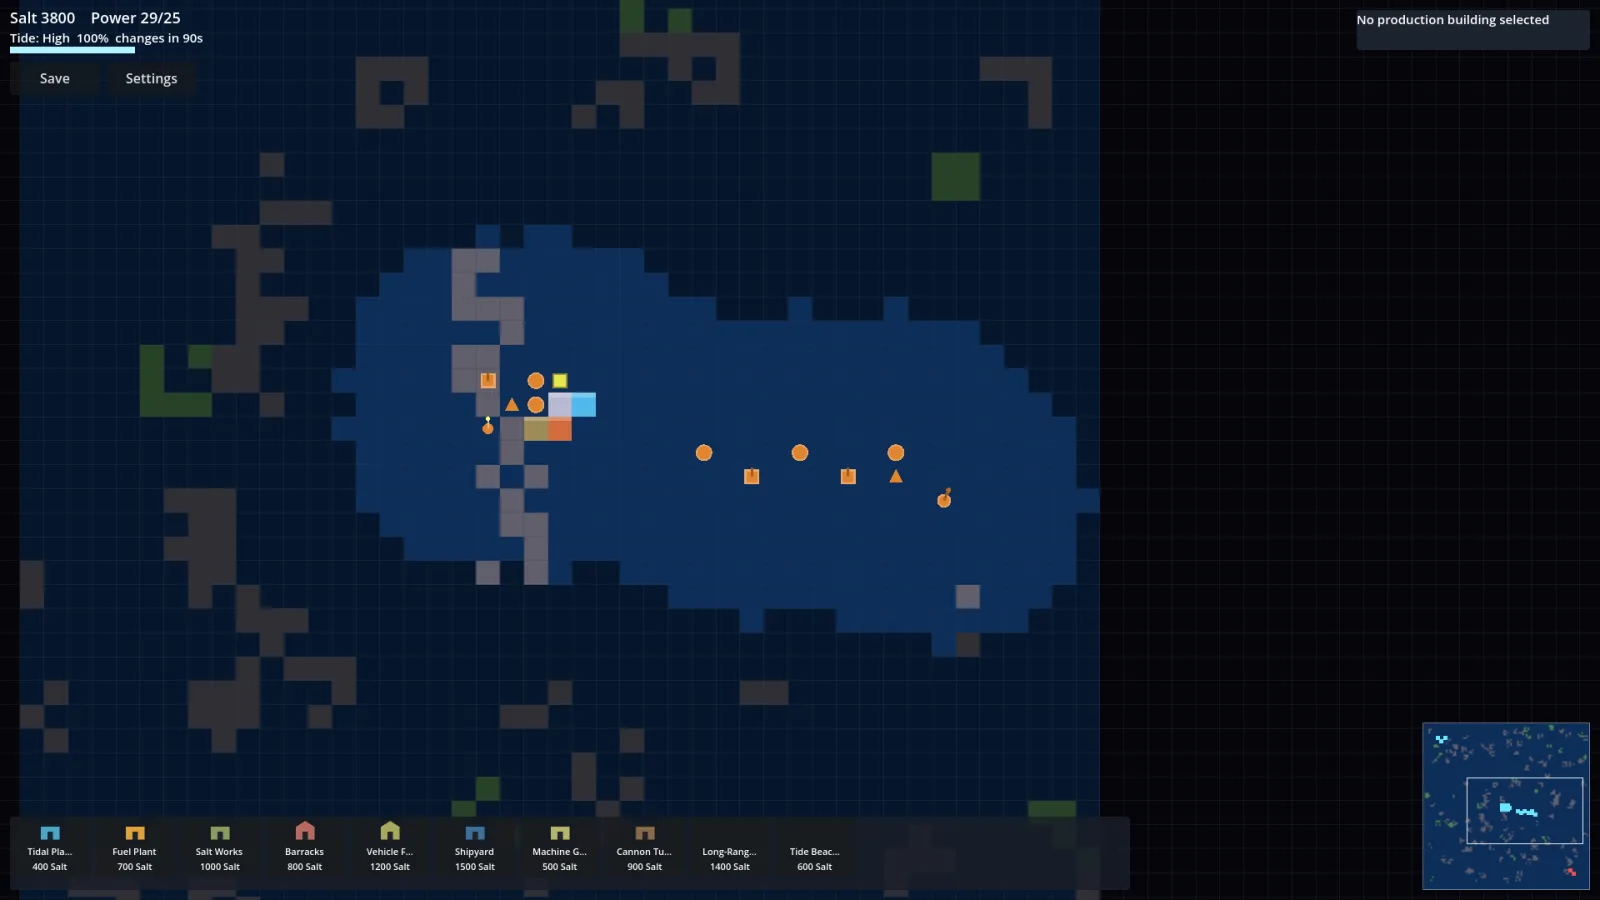 Salt 3800 Power 29/25
Tide: High 100% changes in 90s
Save Settings
No production building selected
Tidal Pla... Fuel Plant Salt Works Barracks Vehicle F... Shipyard Machine G... Cannon Tu... Long-Rang... Tide Beac...
400 Salt 700 Salt 1000 Salt 800 Salt 1200 Salt 1500 Salt 500 Salt 900 Salt 1400 Salt 600 Salt